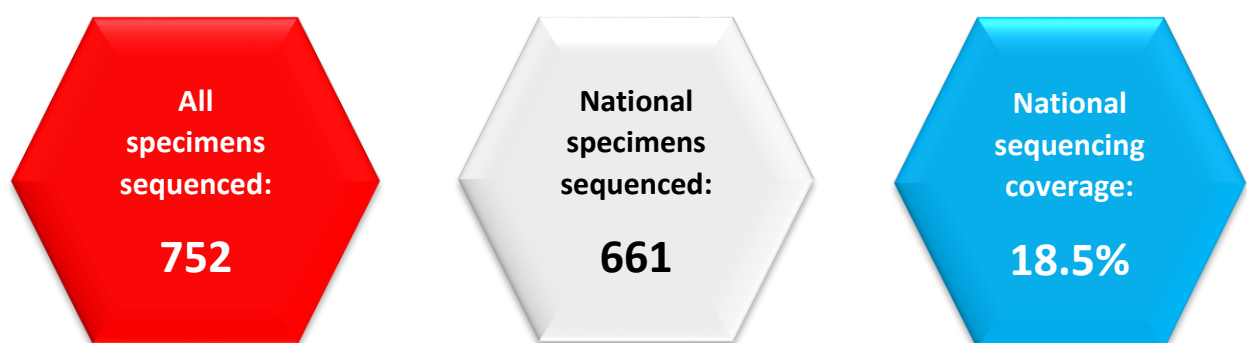 All
specimens
sequenced:
752
National
specimens
sequenced:
661
National
sequencing
coverage:
18.5%